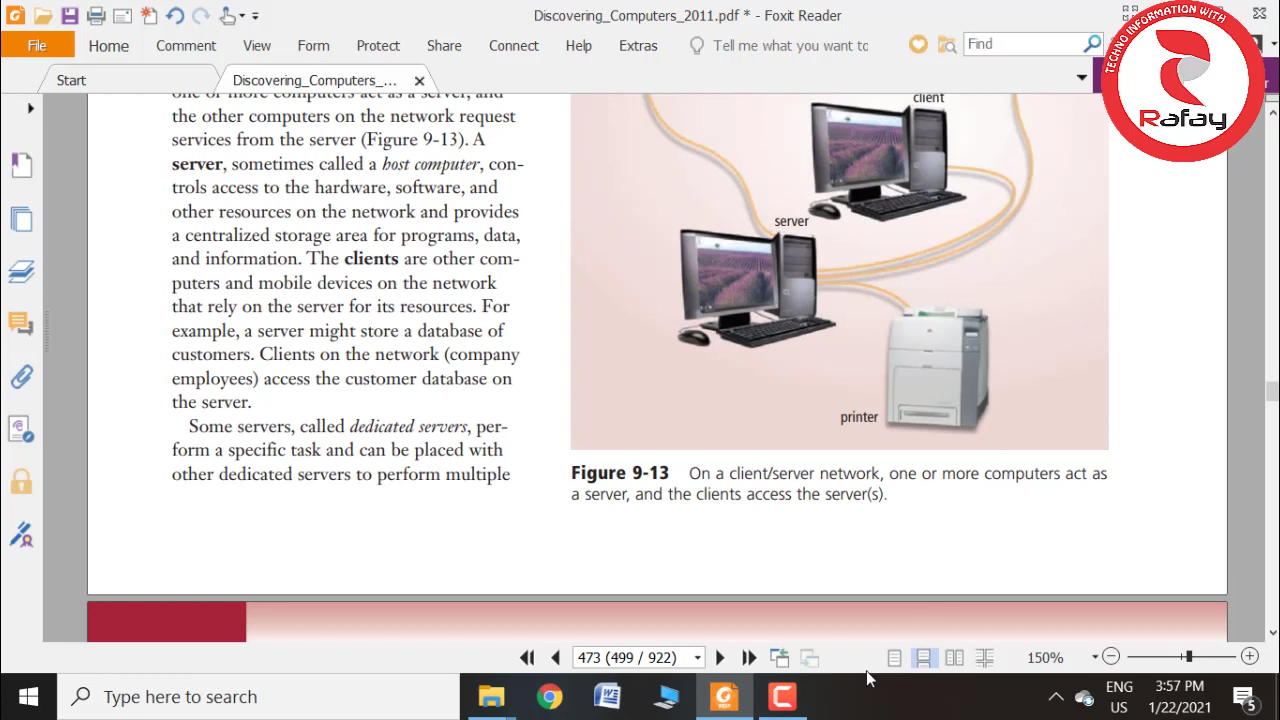 Discovering_Computers_2011.pdf * - Foxit Reader
File Home Comment View Form Protect Share Connect Help Extras Tell me what you want to Find
Start Discovering_Computers_...
TECHNO INFORMATION WITH
Rafay
one or more computers act as a server, and
the other computers on the network request
services from the server (Figure 9-13). A
server, sometimes called a host computer, con-
trols access to the hardware, software, and
other resources on the network and provides
a centralized storage area for programs, data,
and information. The clients are other com-
puters and mobile devices on the network
that rely on the server for its resources. For
example, a server might store a database of
customers. Clients on the network (company
employees) access the customer database on
the server.
Some servers, called dedicated servers, per-
form a specific task and can be placed with
other dedicated servers to perform multiple
client
server
printer
Figure 9-13 On a client/server network, one or more computers act as
a server, and the clients access the server(s).
473 (499 / 922) 150%
Type here to search
ENG
US
3:57 PM
1/22/2021
5